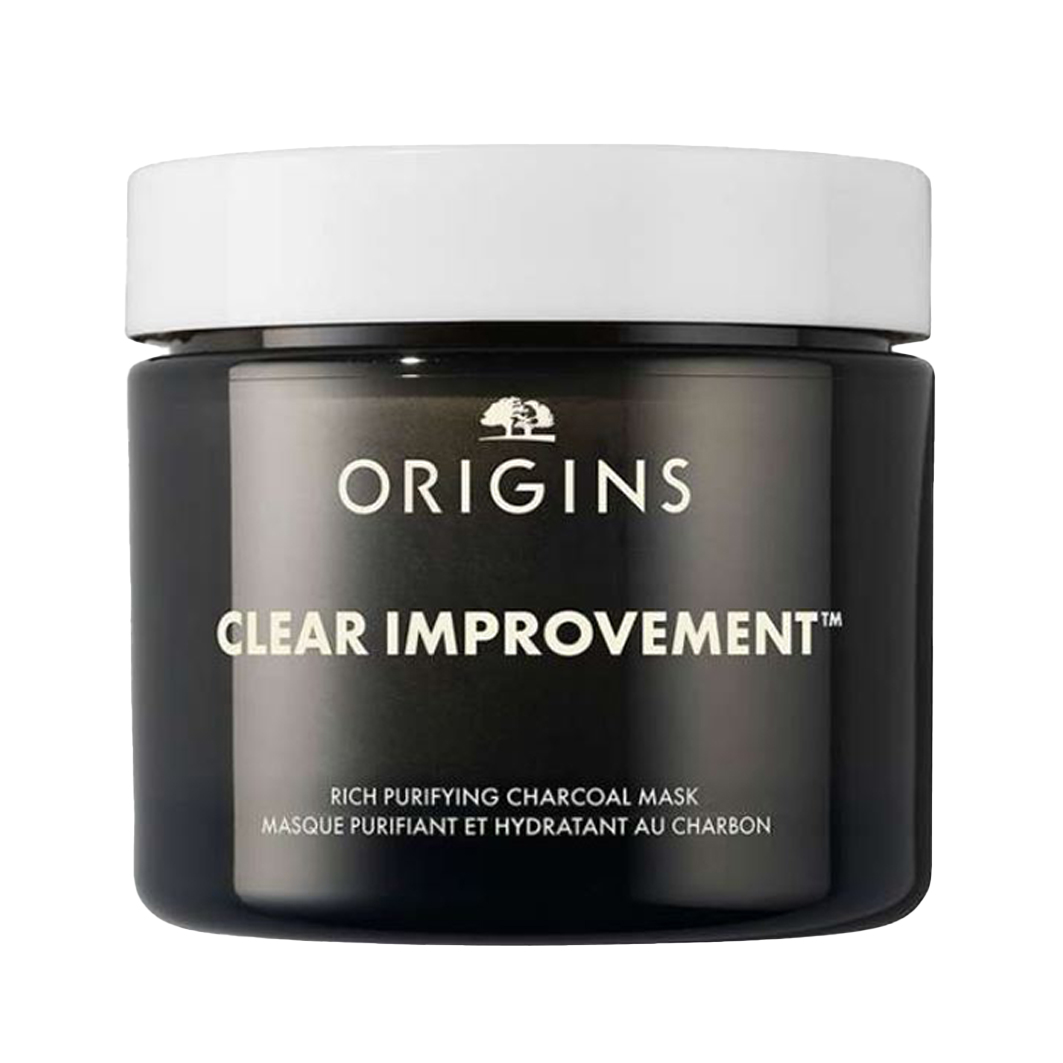 ORIGINS
CLEAR IMPROVEMENT™
RICH PURIFYING CHARCOAL MASK
MASQUE PURIFIANT ET HYDRATANT AU CHARBON